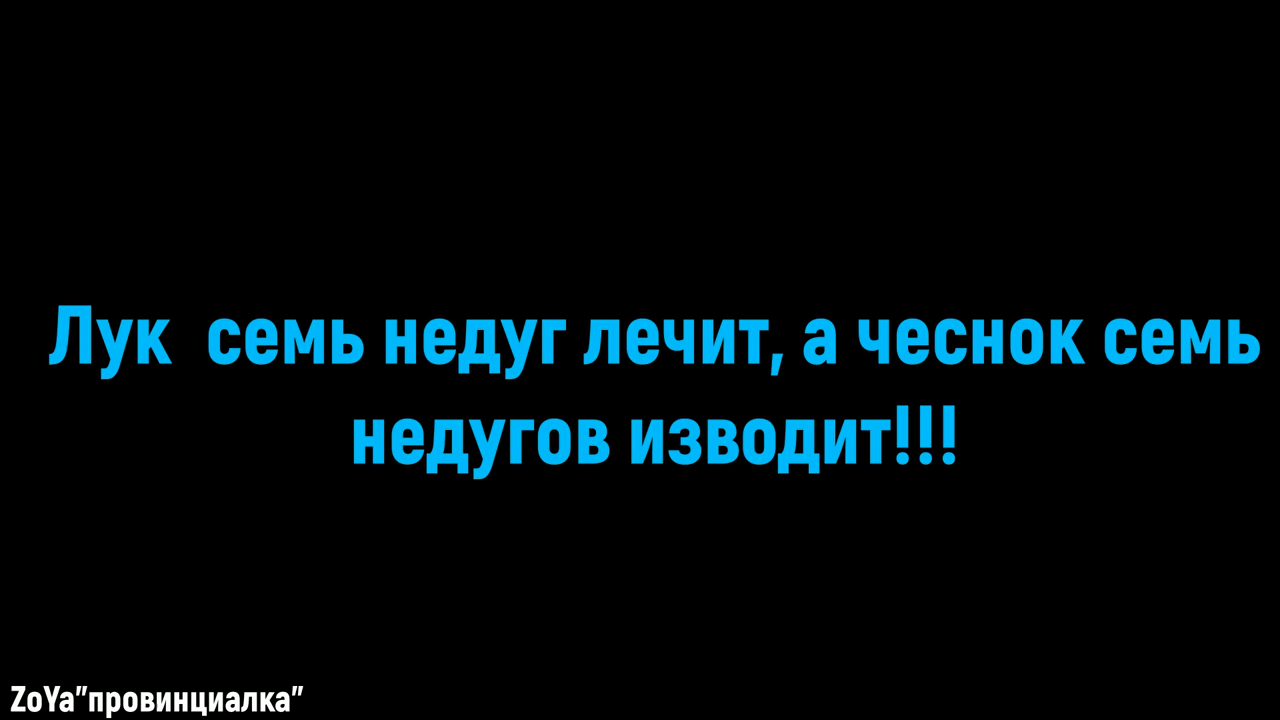 Лук  семь недуг лечит, а чеснок семь
недугов изводит!!!
ZoYa"провинциалка"